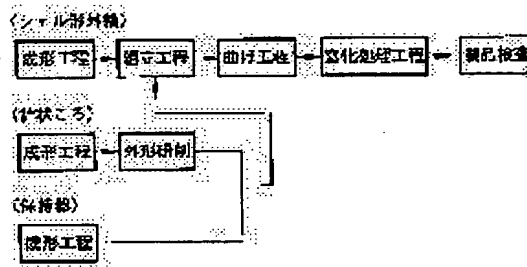 (シェル形外輪)
成形工程 組立工程 曲げ工程 窒化処理工程 製品検査
(針状ころ)
成形工程 外形研削
(保持器)
成形工程